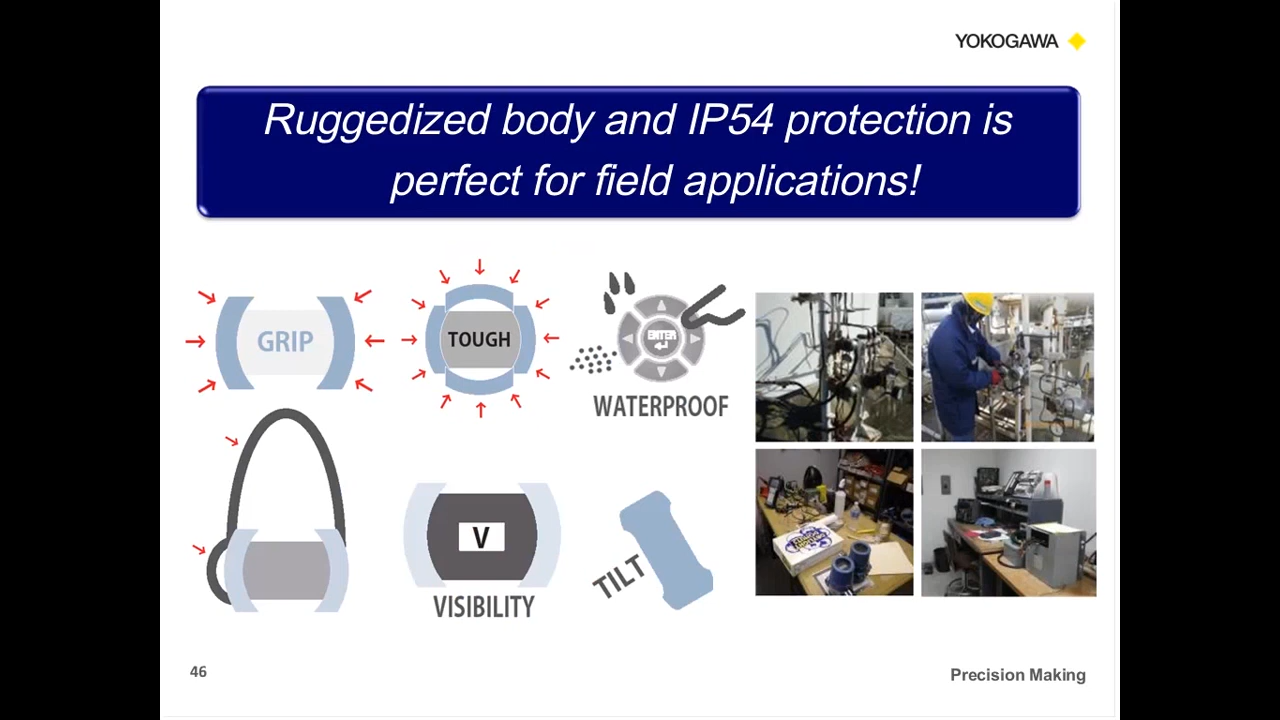 YOKOGAWA
Ruggedized body and IP54 protection is
perfect for field applications!
GRIP
TOUGH
ENTER
WATERPROOF
V
VISIBILITY
TILT
46
Precision Making